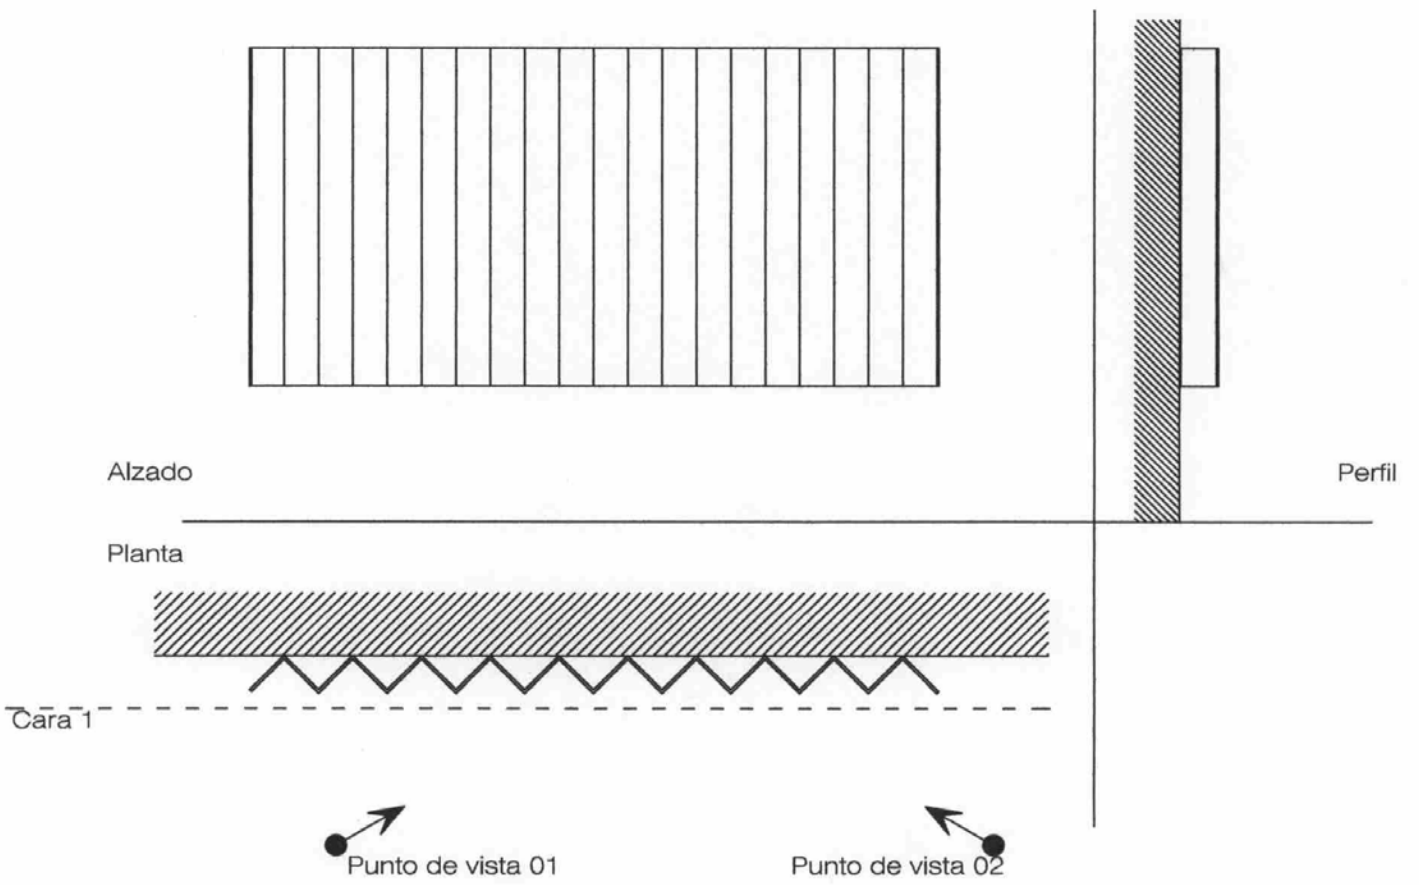 Alzado
Perfil
Planta
Cara 1
Punto de vista 01
Punto de vista 02